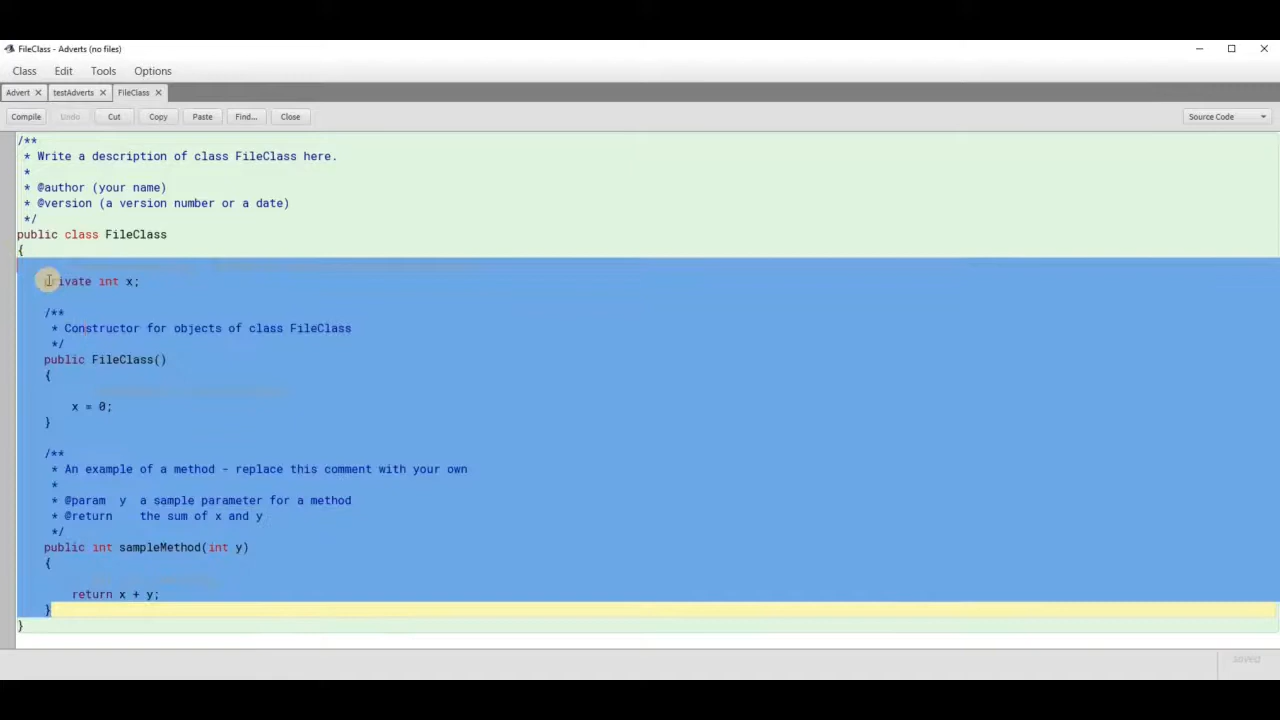 FileClass - Adverts (no files)
Class Edit Tools Options
Advert testAdverts FileClass
Compile Undo Cut Copy Paste Find... Close Source Code
/**
* Write a description of class FileClass here.
*
* @author (your name)
* @version (a version number or a date)
*/
public class FileClass
{
private int x;
/**
* Constructor for objects of class FileClass
*/
public FileClass()
{
x = 0;
}
/**
* An example of a method - replace this comment with your own
*
* @param y a sample parameter for a method
* @return the sum of x and y
*/
public int sampleMethod(int y)
{
return x + y;
}
}
saved